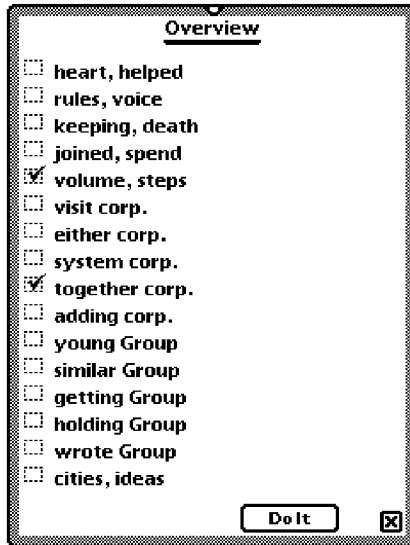 Overview
heart, helped
rules, voice
keeping, death
joined, spend
volume, steps
visit corp.
either corp.
system corp.
together corp.
adding corp.
young Group
similar Group
getting Group
holding Group
wrote Group
cities, ideas
Do It